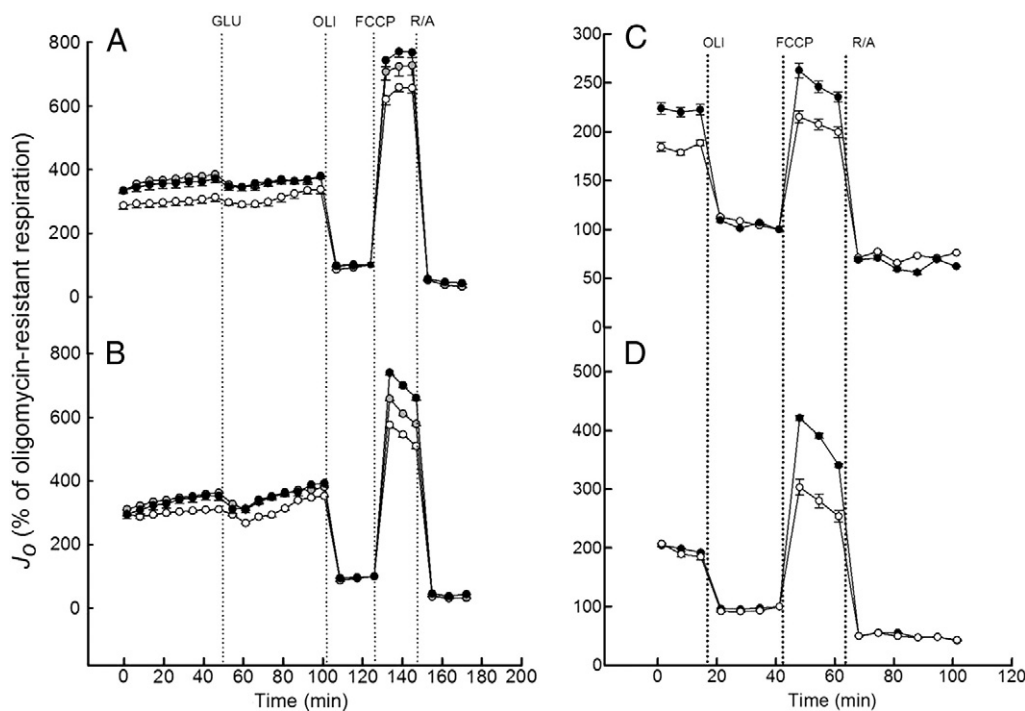 GLU OLI FCCP R/A
A
800
600
400
200
0
B
800
600
400
200
0
0 20 40 60 80 100 120 140 160 180 200
Time (min)
J_O (% of oligomycin-resistant respiration)
OLI FCCP R/A
C
300
250
200
150
100
50
0
D
500
400
300
200
100
0
0 20 40 60 80 100 120
Time (min)